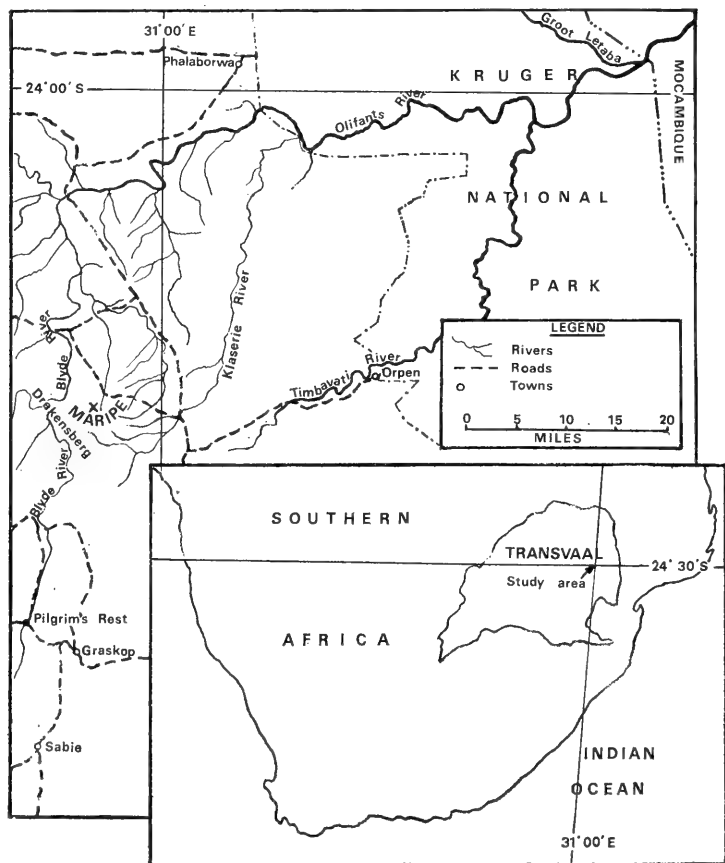 31°00'E
Phalaborwa
24°00'S
Groot Letaba
KRUGER
MOCAMBIQUE
Olifants River
NATIONAL
PARK
Klaserie River
Blyde River
Timbavati River
Orpen
MARIPE
Drakensberg
Blyde River
LEGEND
Rivers
Roads
Towns
0 5 10 15 20
MILES
Pilgrim's Rest
Graskop
Sabie
SOUTHERN
AFRICA
TRANSVAAL
24°30'S
Study area
INDIAN
OCEAN
31°00'E